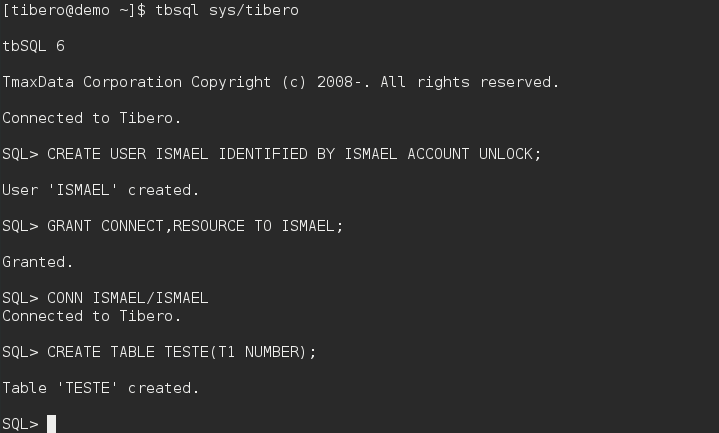 [tibero@demo ~]$ tbsql sys/tibero
tbSQL 6
TmaxData Corporation Copyright (c) 2008-. All rights reserved.
Connected to Tibero.
SQL> CREATE USER ISMAEL IDENTIFIED BY ISMAEL ACCOUNT UNLOCK;
User 'ISMAEL' created.
SQL> GRANT CONNECT,RESOURCE TO ISMAEL;
Granted.
SQL> CONN ISMAEL/ISMAEL
Connected to Tibero.
SQL> CREATE TABLE TESTE(T1 NUMBER);
Table 'TESTE' created.
SQL>